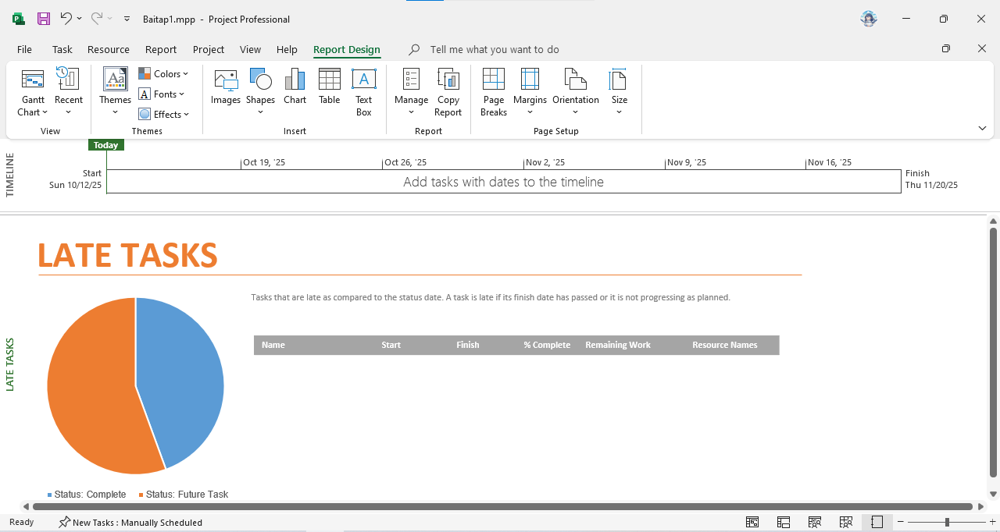 Baitap1.mpp - Project Professional
File Task Resource Report Project View Help Report Design Tell me what you want to do
Gantt Chart
Recent
View
Themes
Colors
Fonts
Effects
Themes
Images
Shapes
Chart
Table
Text Box
Insert
Manage
Copy Report
Report
Page Breaks
Margins
Orientation
Size
Page Setup
TIMELINE
Today
Oct 19, '25 Oct 26, '25 Nov 2, '25 Nov 9, '25 Nov 16, '25
Start
Sun 10/12/25
Add tasks with dates to the timeline
Finish
Thu 11/20/25
LATE TASKS
LATE TASKS
Tasks that are late as compared to the status date. A task is late if its finish date has passed or it is not progressing as planned.
Name Start Finish % Complete Remaining Work Resource Names
Status: Complete Status: Future Task
Ready New Tasks : Manually Scheduled